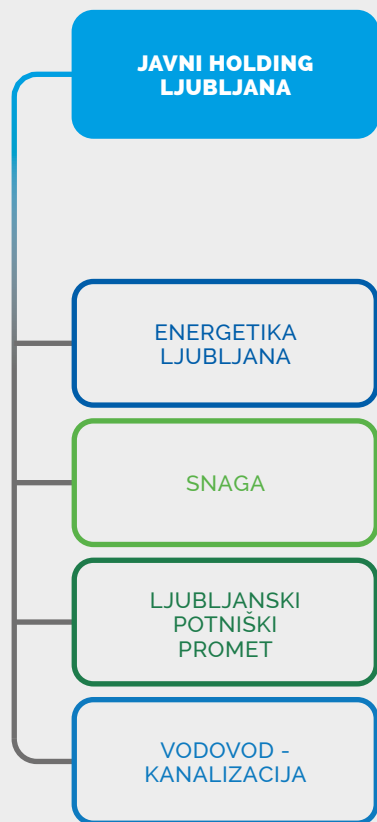 JAVNI HOLDING
LJUBLJANA
ENERGETIKA
LJUBLJANA
SNAGA
LJUBLJANSKI
POTNIŠKI
PROMET
VODOVOD -
KANALIZACIJA